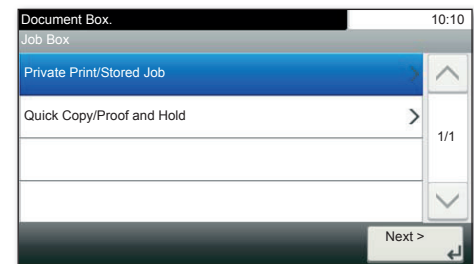 Document Box.
10:10
Job Box
Private Print/Stored Job
Quick Copy/Proof and Hold
1/1
Next >